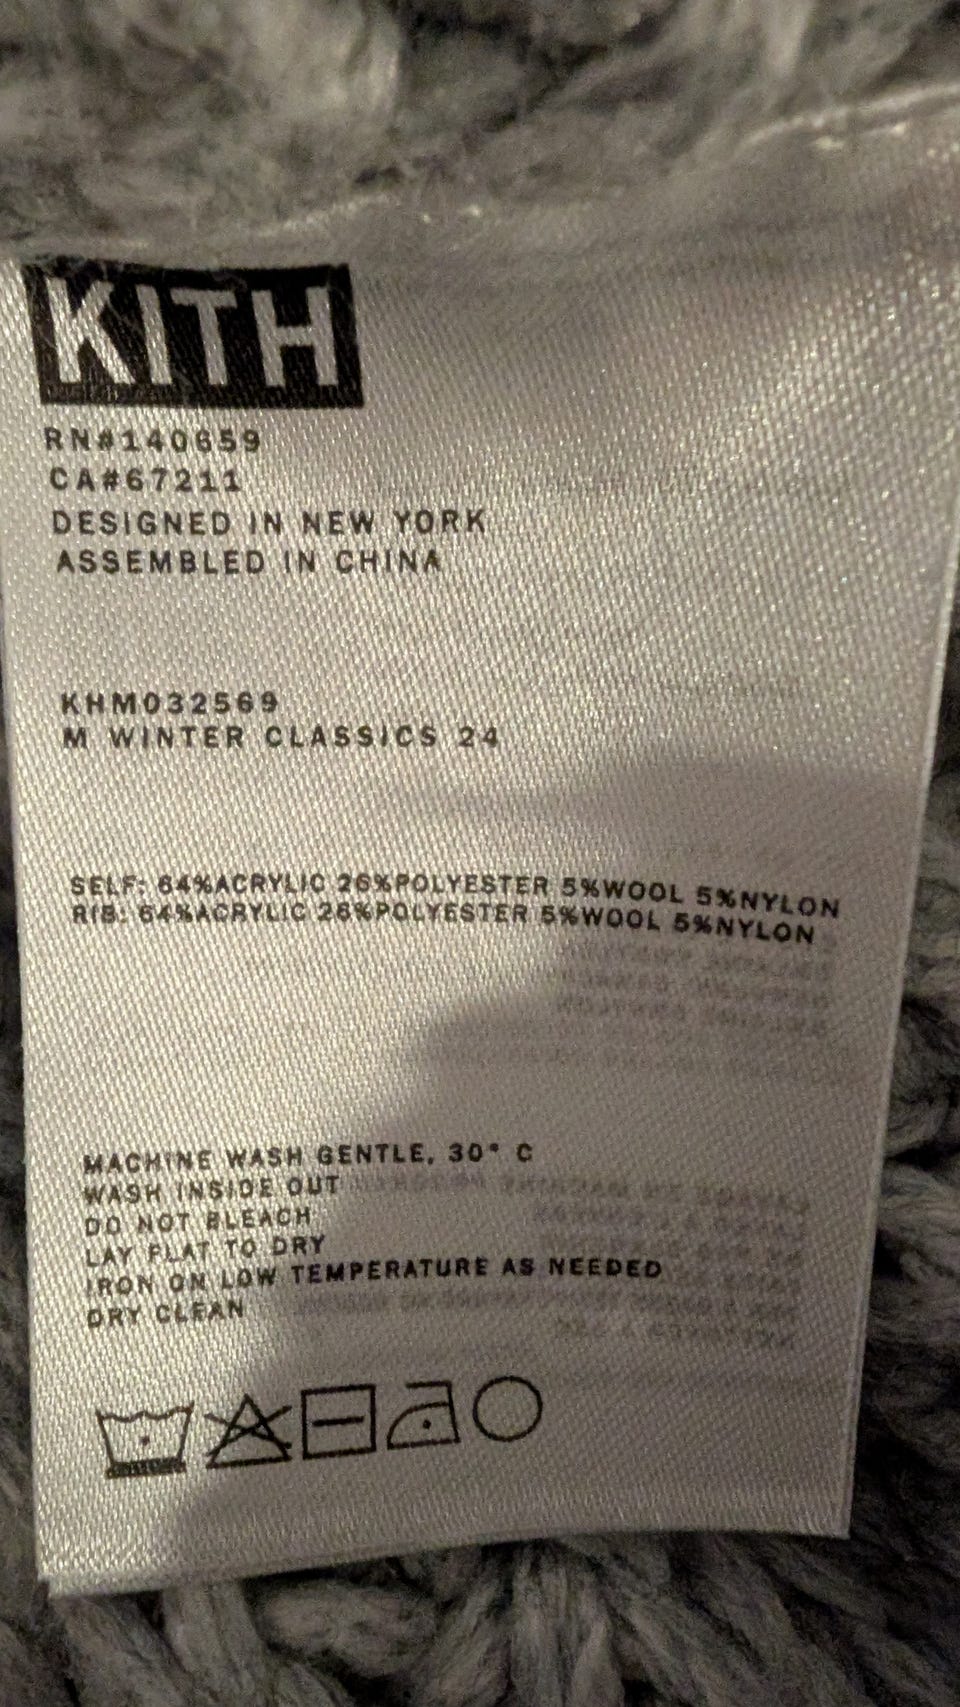 KITH
RN#140659
CA#67211
DESIGNED IN NEW YORK
ASSEMBLED IN CHINA
KHM032569
M WINTER CLASSICS 24
SELF: 64%ACRYLIC 26%POLYESTER 5%WOOL 5%NYLON
RIB: 64%ACRYLIC 26%POLYESTER 5%WOOL 5%NYLON
MACHINE WASH GENTLE, 30° C
WASH INSIDE OUT
DO NOT BLEACH
LAY FLAT TO DRY
IRON ON LOW TEMPERATURE AS NEEDED
DRY CLEAN